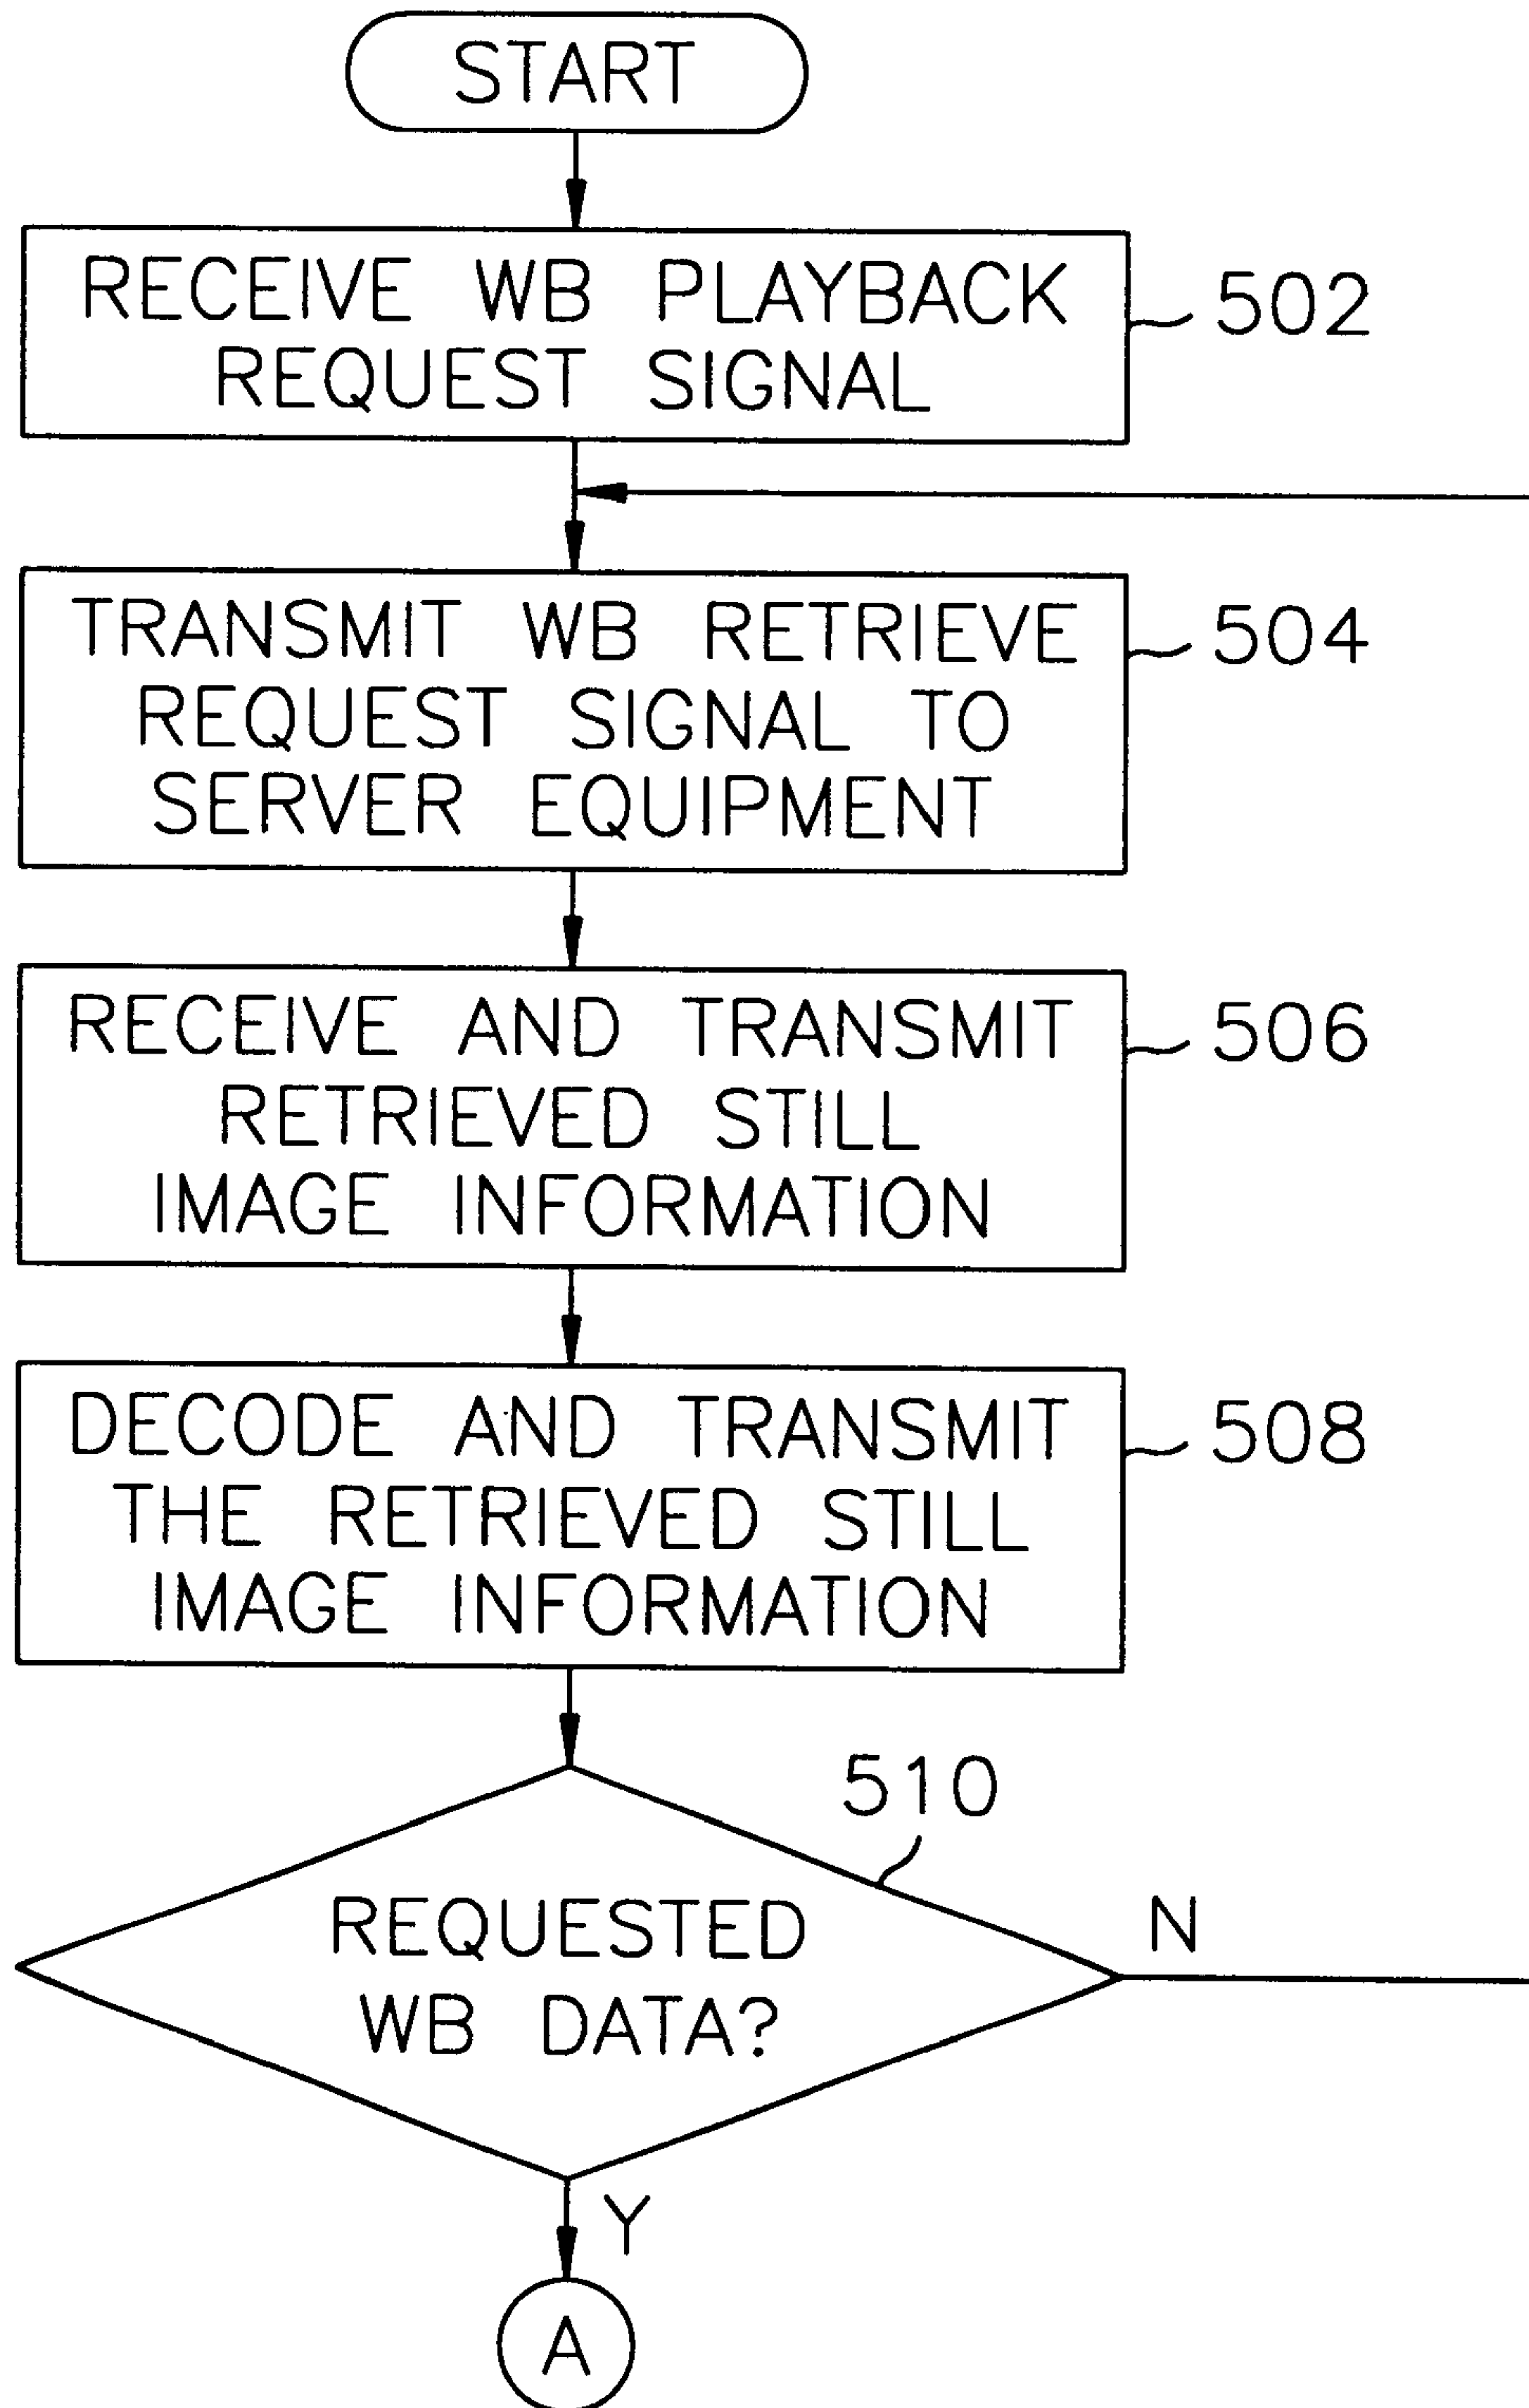 START
RECEIVE WB PLAYBACK
REQUEST SIGNAL
502
TRANSMIT WB RETRIEVE
REQUEST SIGNAL TO
SERVER EQUIPMENT
504
RECEIVE AND TRANSMIT
RETRIEVED STILL
IMAGE INFORMATION
506
DECODE AND TRANSMIT
THE RETRIEVED STILL
IMAGE INFORMATION
508
510
REQUESTED
WB DATA?
N
Y
A